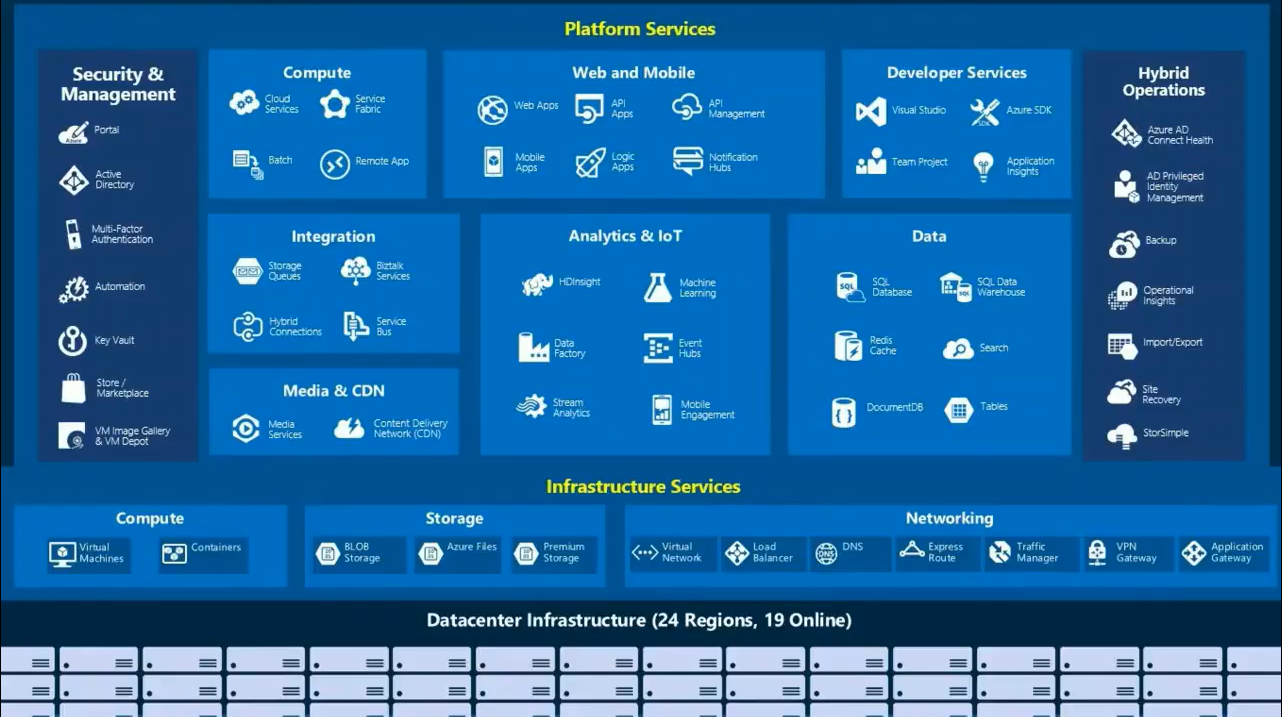 Platform Services
Security &
Management
Portal
Active
Directory
Multi-Factor
Authentication
Automation
Key Vault
Store /
Marketplace
VM Image Gallery
& VM Depot
Compute
Cloud
Services
Service
Fabric
Batch
Remote App
Web and Mobile
Web Apps
API
Apps
API
Management
Mobile
Apps
Logic
Apps
Notification
Hubs
Developer Services
Visual Studio
Azure SDK
Team Project
Application
Insights
Hybrid
Operations
Azure AD
Connect Health
AD Privileged
Identity
Management
Backup
Operational
Insights
Import/Export
Site
Recovery
StorSimple
Integration
Storage
Queues
Biztalk
Services
Hybrid
Connections
Service
Bus
Media & CDN
Media
Services
Content Delivery
Network (CDN)
Analytics & IoT
HDInsight
Machine
Learning
Data
Factory
Event
Hubs
Stream
Analytics
Mobile
Engagement
Data
SQL
SQL
Database
SQL
SQL Data
Warehouse
Redis
Cache
Search
DocumentDB
Tables
Infrastructure Services
Compute
Virtual
Machines
Containers
Storage
BLOB
Storage
Azure Files
Premium
Storage
Networking
Virtual
Network
Load
Balancer
DNS
DNS
Express
Route
Traffic
Manager
VPN
Gateway
Application
Gateway
Datacenter Infrastructure (24 Regions, 19 Online)